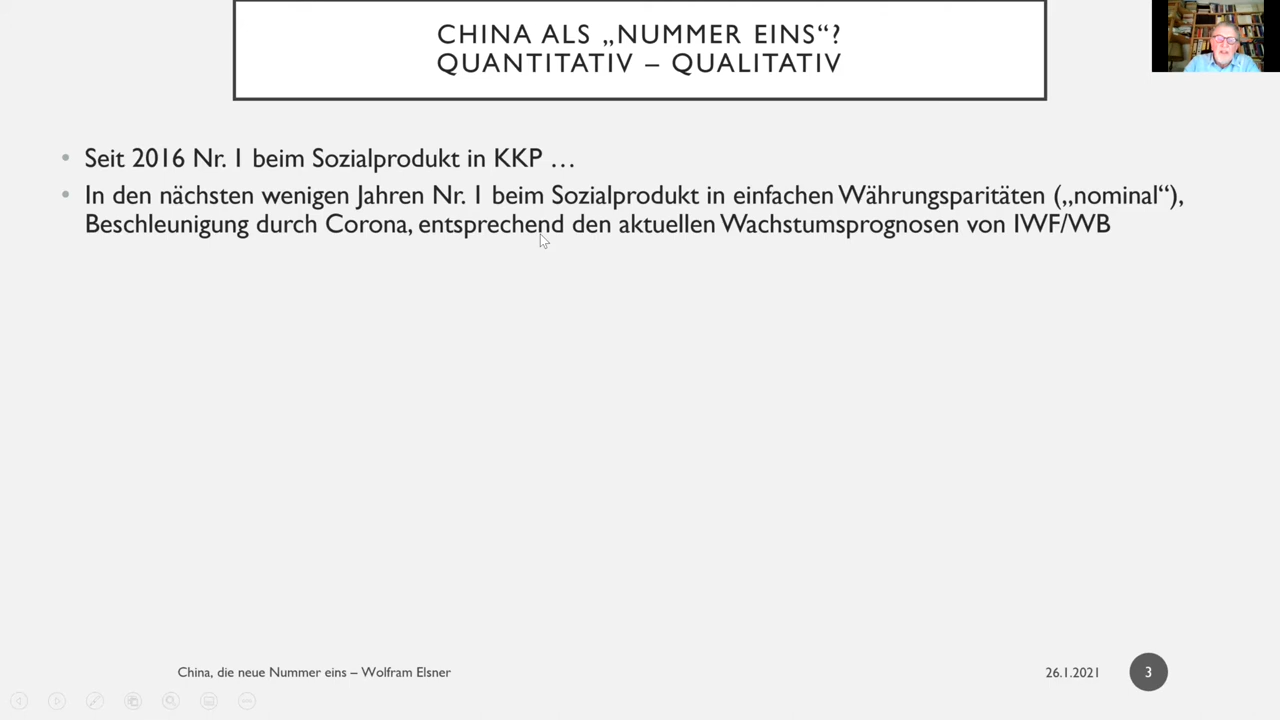 CHINA ALS „NUMMER EINS“?
QUANTITATIV – QUALITATIV
• Seit 2016 Nr. 1 beim Sozialprodukt in KKP …
• In den nächsten wenigen Jahren Nr. 1 beim Sozialprodukt in einfachen Währungsparitäten („nominal“),
Beschleunigung durch Corona, entsprechend den aktuellen Wachstumsprognosen von IWF/WB
China, die neue Nummer eins – Wolfram Elsner
26.1.2021
3